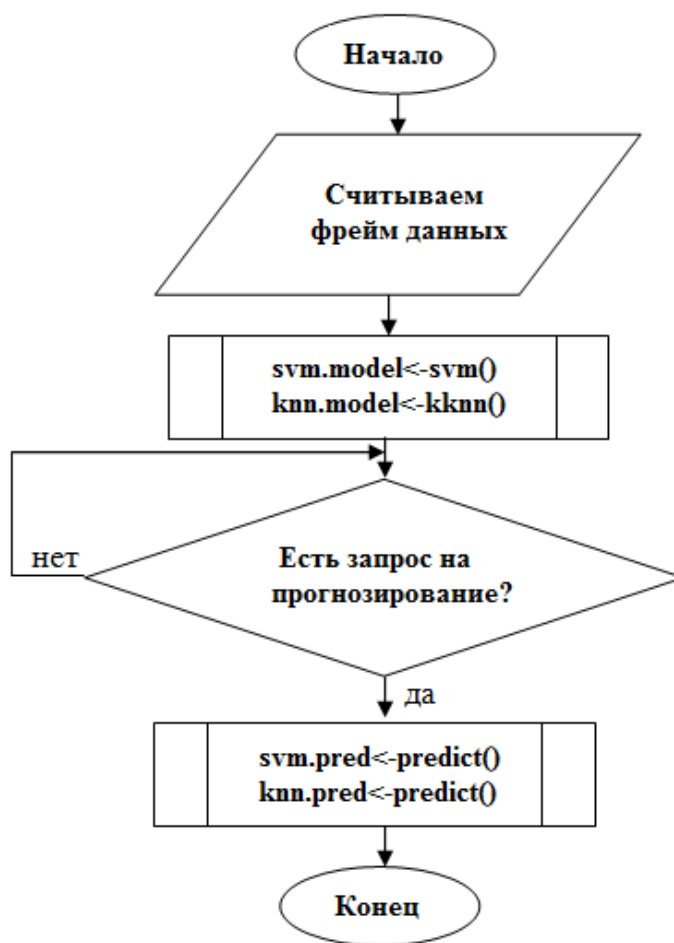 Начало
Считываем
фрейм данных
svm.model<-svm()
knn.model<-kknn()
нет
Есть запрос на
прогнозирование?
да
svm.pred<-predict()
knn.pred<-predict()
Конец